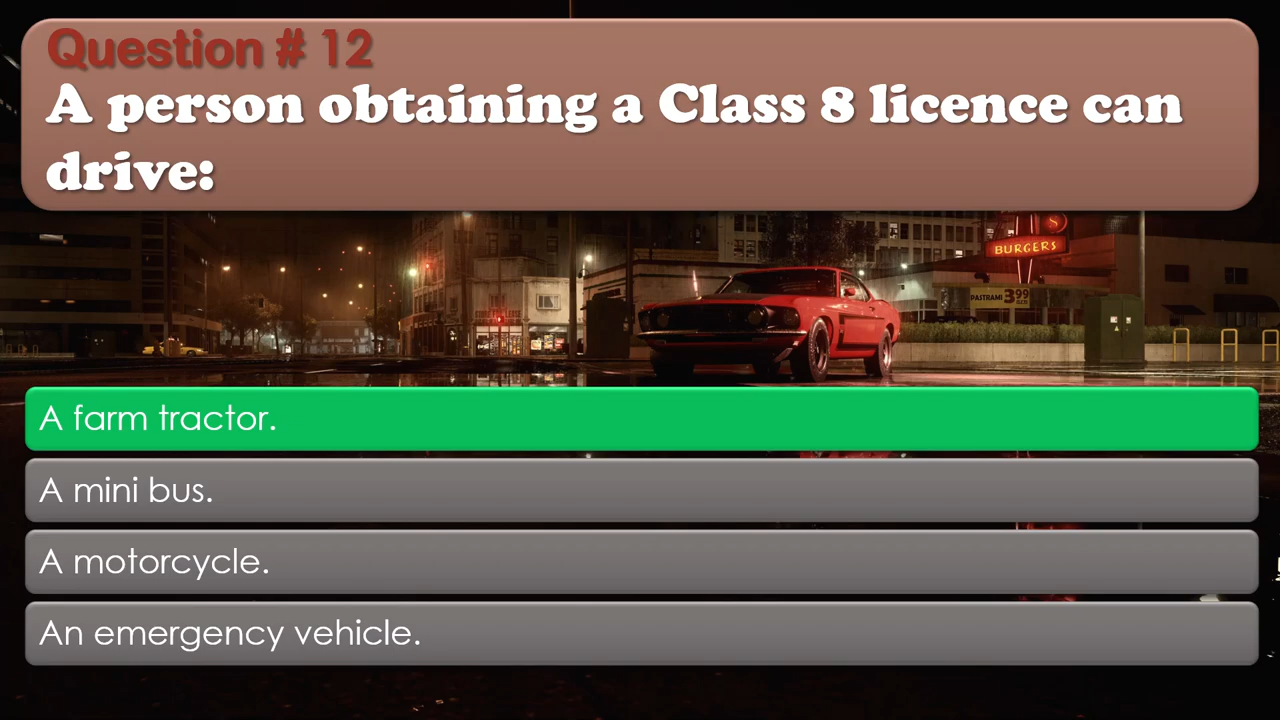 Question # 12
A person obtaining a Class 8 licence can
drive:
S
BURGERS
PASTRAMI 3.99
A farm tractor.
A mini bus.
A motorcycle.
An emergency vehicle.